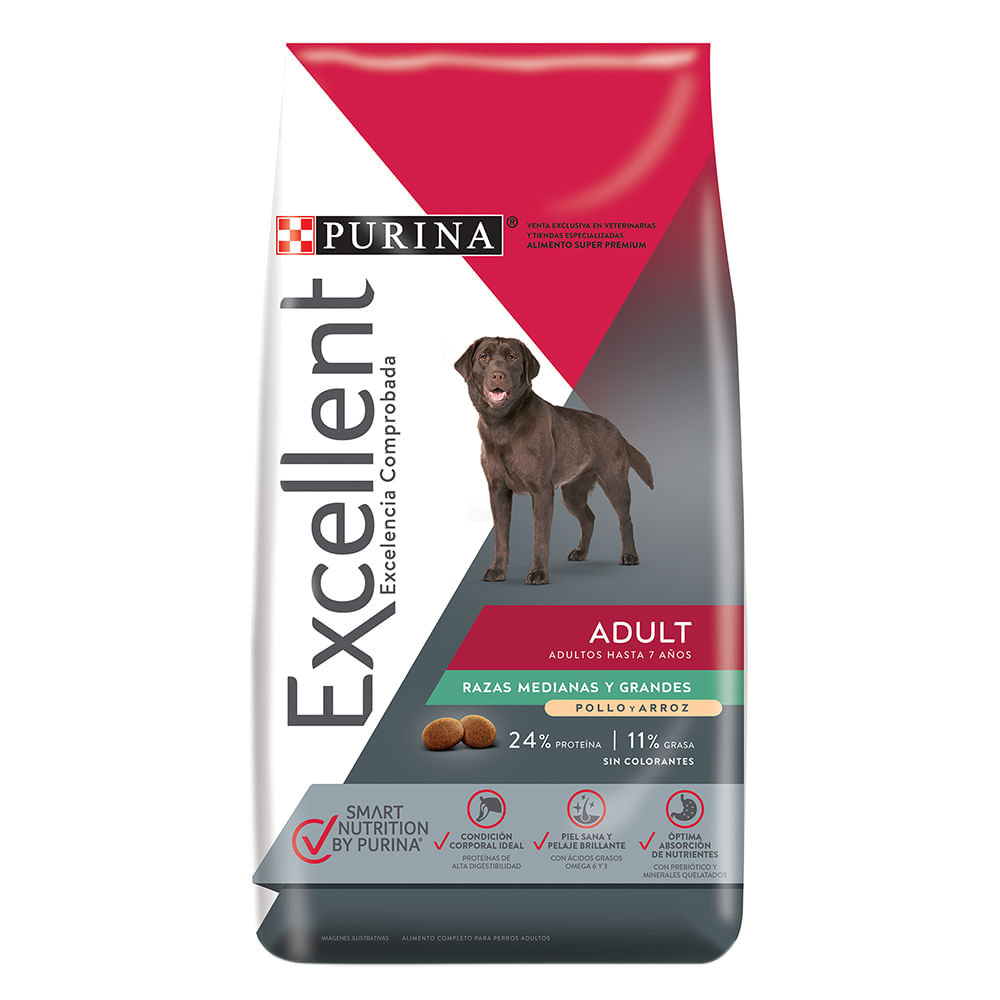 PURINA®
VENTA EXCLUSIVA EN VETERINARIAS
Y TIENDAS ESPECIALIZADAS
ALIMENTO SUPER PREMIUM
Excellent
Excelencia Comprobada
ADULT
ADULTOS HASTA 7 AÑOS
RAZAS MEDIANAS Y GRANDES
POLLO Y ARROZ
24% PROTEÍNA | 11% GRASA
SIN COLORANTES
SMART
NUTRITION
BY PURINA®
CONDICIÓN
CORPORAL IDEAL
PROTEÍNAS DE
ALTA DIGESTIBILIDAD
PIEL SANA Y
PELAJE BRILLANTE
CON ÁCIDOS GRASOS
OMEGA 6 Y 3
ÓPTIMA
ABSORCIÓN
DE NUTRIENTES
CON PREBIÓTICO Y
MINERALES QUELATADOS
IMÁGENES ILUSTRATIVAS
ALIMENTO COMPLETO PARA PERROS ADULTOS